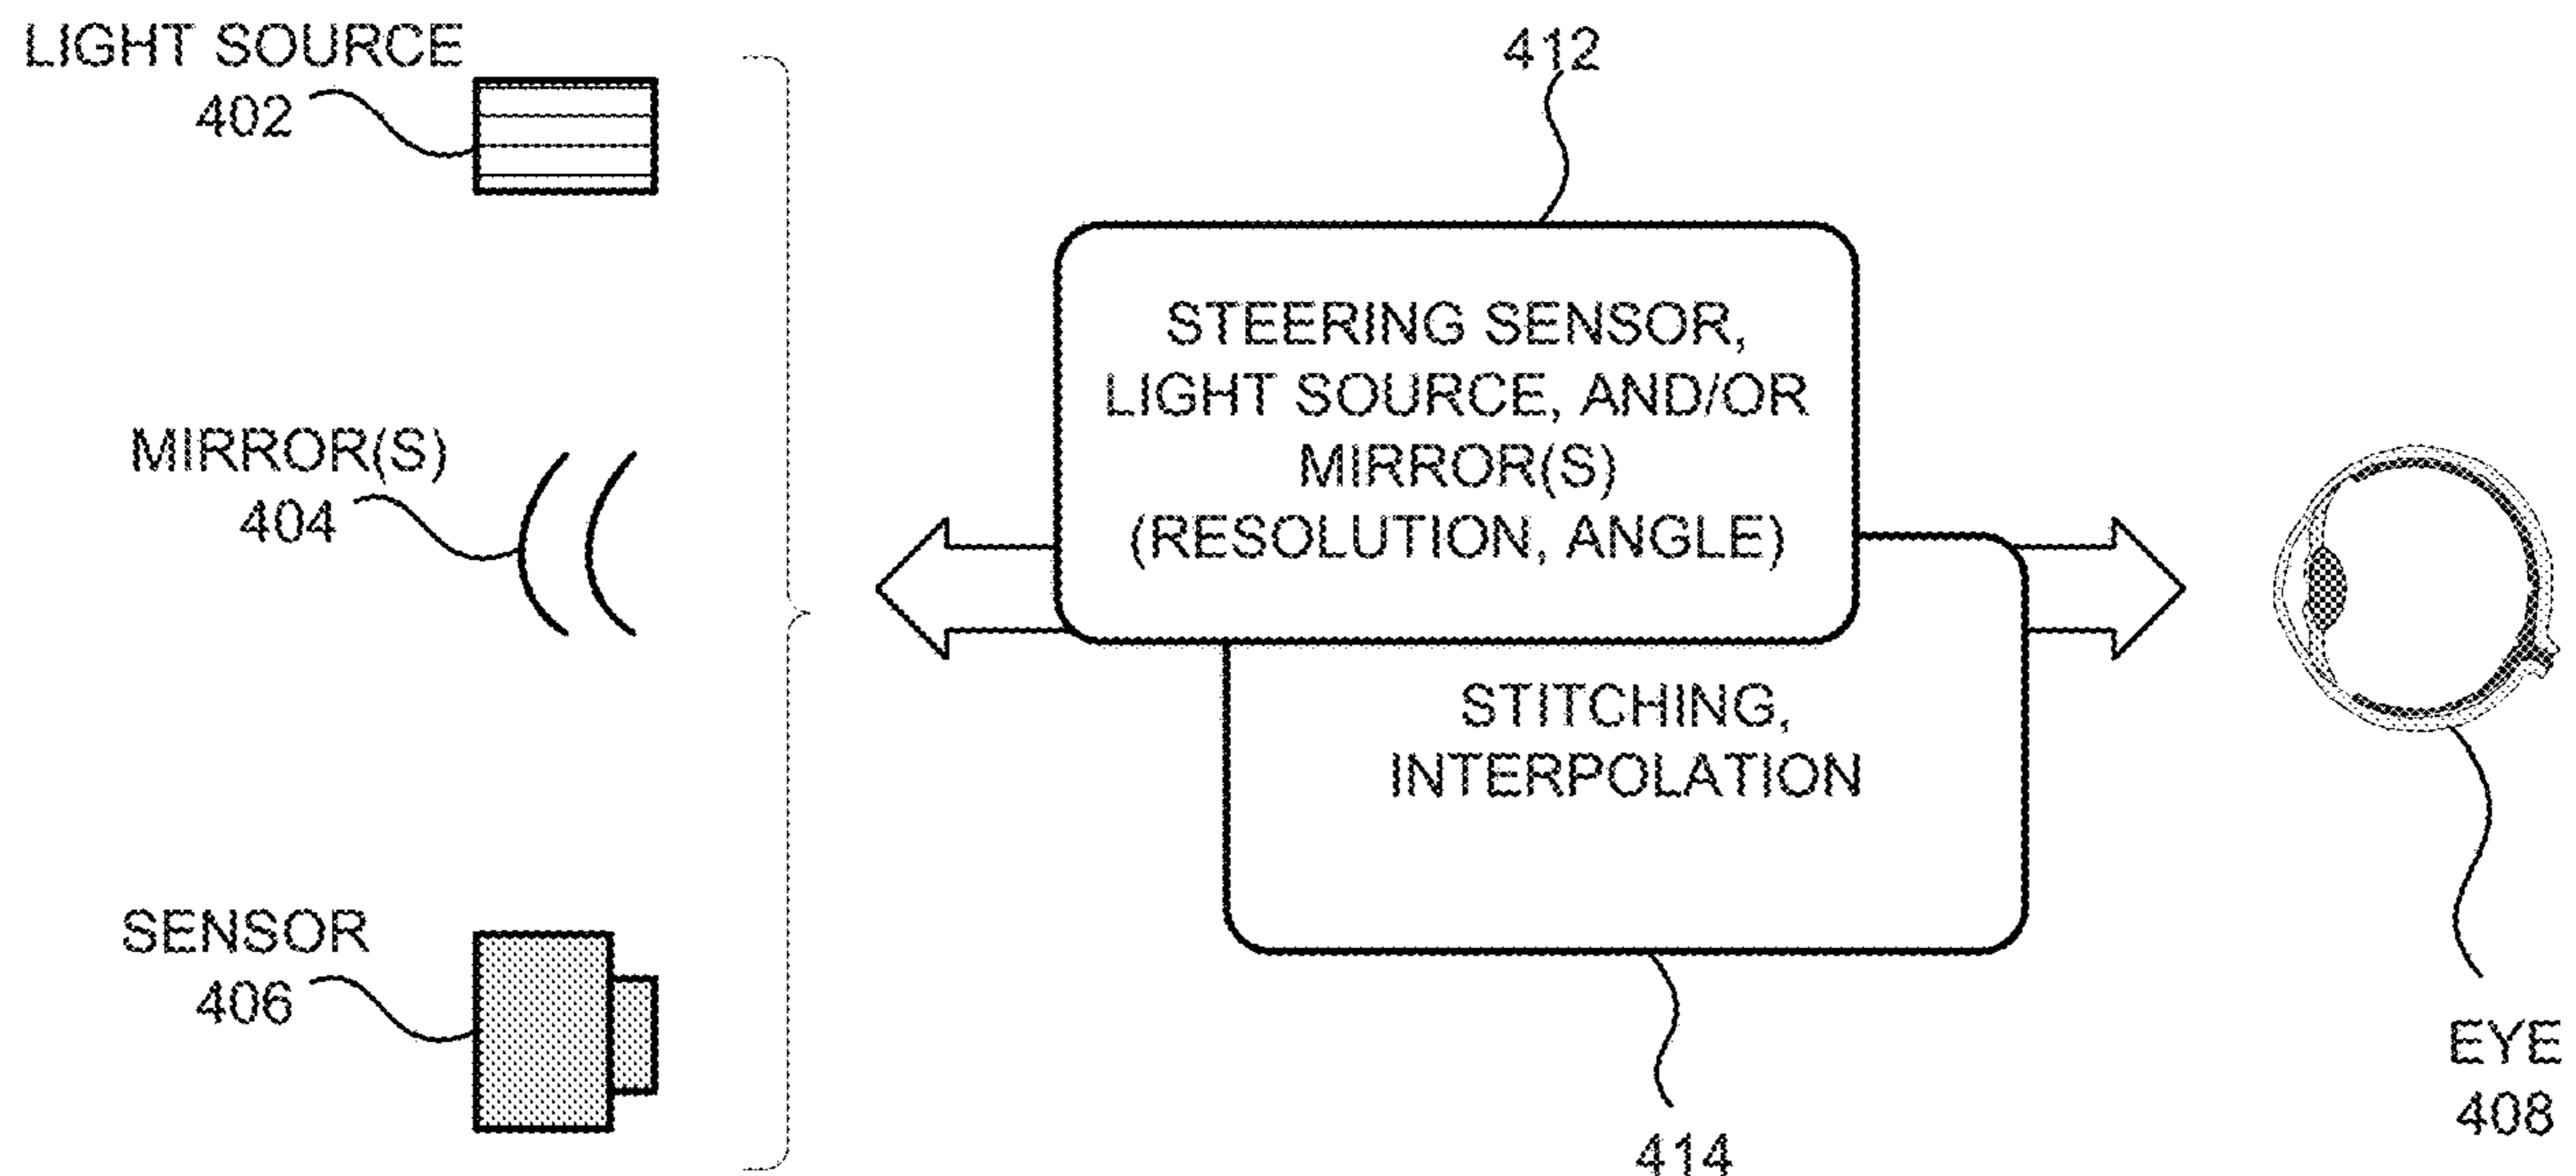 LIGHT SOURCE
402
MIRROR(S)
404
SENSOR
406
412
STEERING SENSOR,
LIGHT SOURCE, AND/OR
MIRROR(S)
(RESOLUTION, ANGLE)
STITCHING,
INTERPOLATION
414
EYE
408